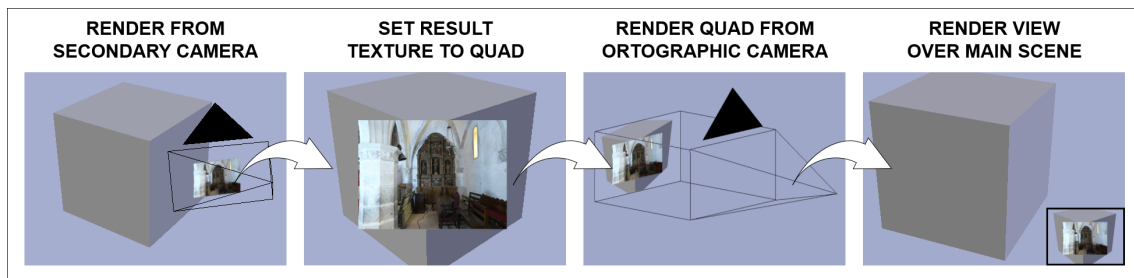 RENDER FROM
SECONDARY CAMERA
SET RESULT
TEXTURE TO QUAD
RENDER QUAD FROM
ORTOGRAPHIC CAMERA
RENDER VIEW
OVER MAIN SCENE